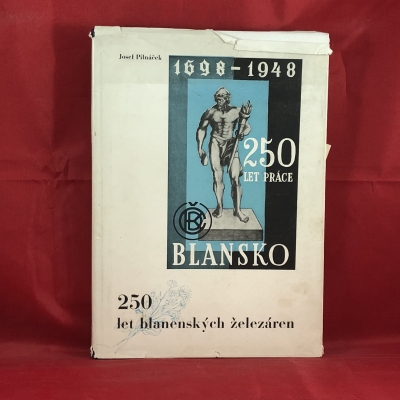 Josef Pilnáček
1698-1948
250
LET PRÁCE
BLANSKO
250
let blanenských železáren